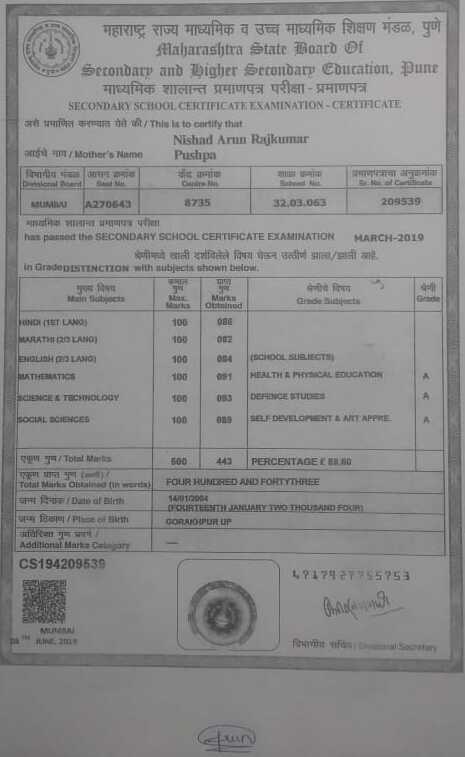 महाराष्ट्र राज्य माध्यमिक व उच्च माध्यमिक शिक्षण मंडळ, पुणे
Maharashtra State Board Of
Secondary and Higher Secondary Education, Pune
माध्यमिक शालान्त प्रमाणपत्र परीक्षा - प्रमाणपत्र
SECONDARY SCHOOL CERTIFICATE EXAMINATION - CERTIFICATE
असे प्रमाणित करण्यात येते की / This is to certify that
Nishad Arun Rajkumar
आईचे नाव / Mother's Name Pushpa
विभागीय मंडळ आसन क्रमांक केंद्र क्रमांक शाळा क्रमांक प्रमाणपत्राचा अनुक्रमांक
Divisional Board Seat No. Centre No. School No. Sr. No. of Certificate
MUMBAI A270643 8735 32.03.063 209539
माध्यमिक शालान्त प्रमाणपत्र परीक्षा
has passed the SECONDARY SCHOOL CERTIFICATE EXAMINATION MARCH-2019
श्रेणीमध्ये खाली दर्शविलेले विषय घेऊन उत्तीर्ण झाला/झाली आहे.
in Grade DISTINCTION with subjects shown below.
मुख्य विषय कमाल गुण प्राप्त गुण श्रेणीचे विषय श्रेणी
Main Subjects Max. Marks Marks Obtained Grade Subjects Grade
HINDI (1ST LANG) 100 086
MARATHI (2/3 LANG) 100 082
ENGLISH (2/3 LANG) 100 084 (SCHOOL SUBJECTS)
MATHEMATICS 100 091 HEALTH & PHYSICAL EDUCATION A
SCIENCE & TECHNOLOGY 100 093 DEFENCE STUDIES A
SOCIAL SCIENCES 100 089 SELF DEVELOPMENT & ART APPRE. A
एकूण गुण / Total Marks 500 443 PERCENTAGE £ 88.60
एकूण प्राप्त गुण (अक्षरी) /
Total Marks Obtained (in words) FOUR HUNDRED AND FORTYTHREE
जन्म दिनांक / Date of Birth 14/01/2004
(FOURTEENTH JANUARY TWO THOUSAND FOUR)
जन्म ठिकाण / Place of Birth GORAKHPUR UP
अतिरिक्त गुण प्रवर्ग /
Additional Marks Category —
CS194209539
MUMBAI
08TH JUNE, 2019
विभागीय सचिव / Divisional Secretary